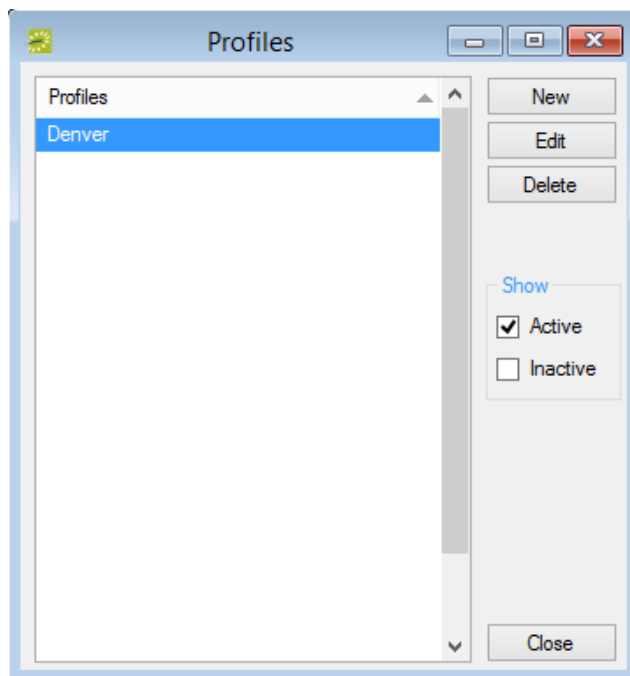 Profiles
Profiles
Denver
New
Edit
Delete
Show
Active
Inactive
Close